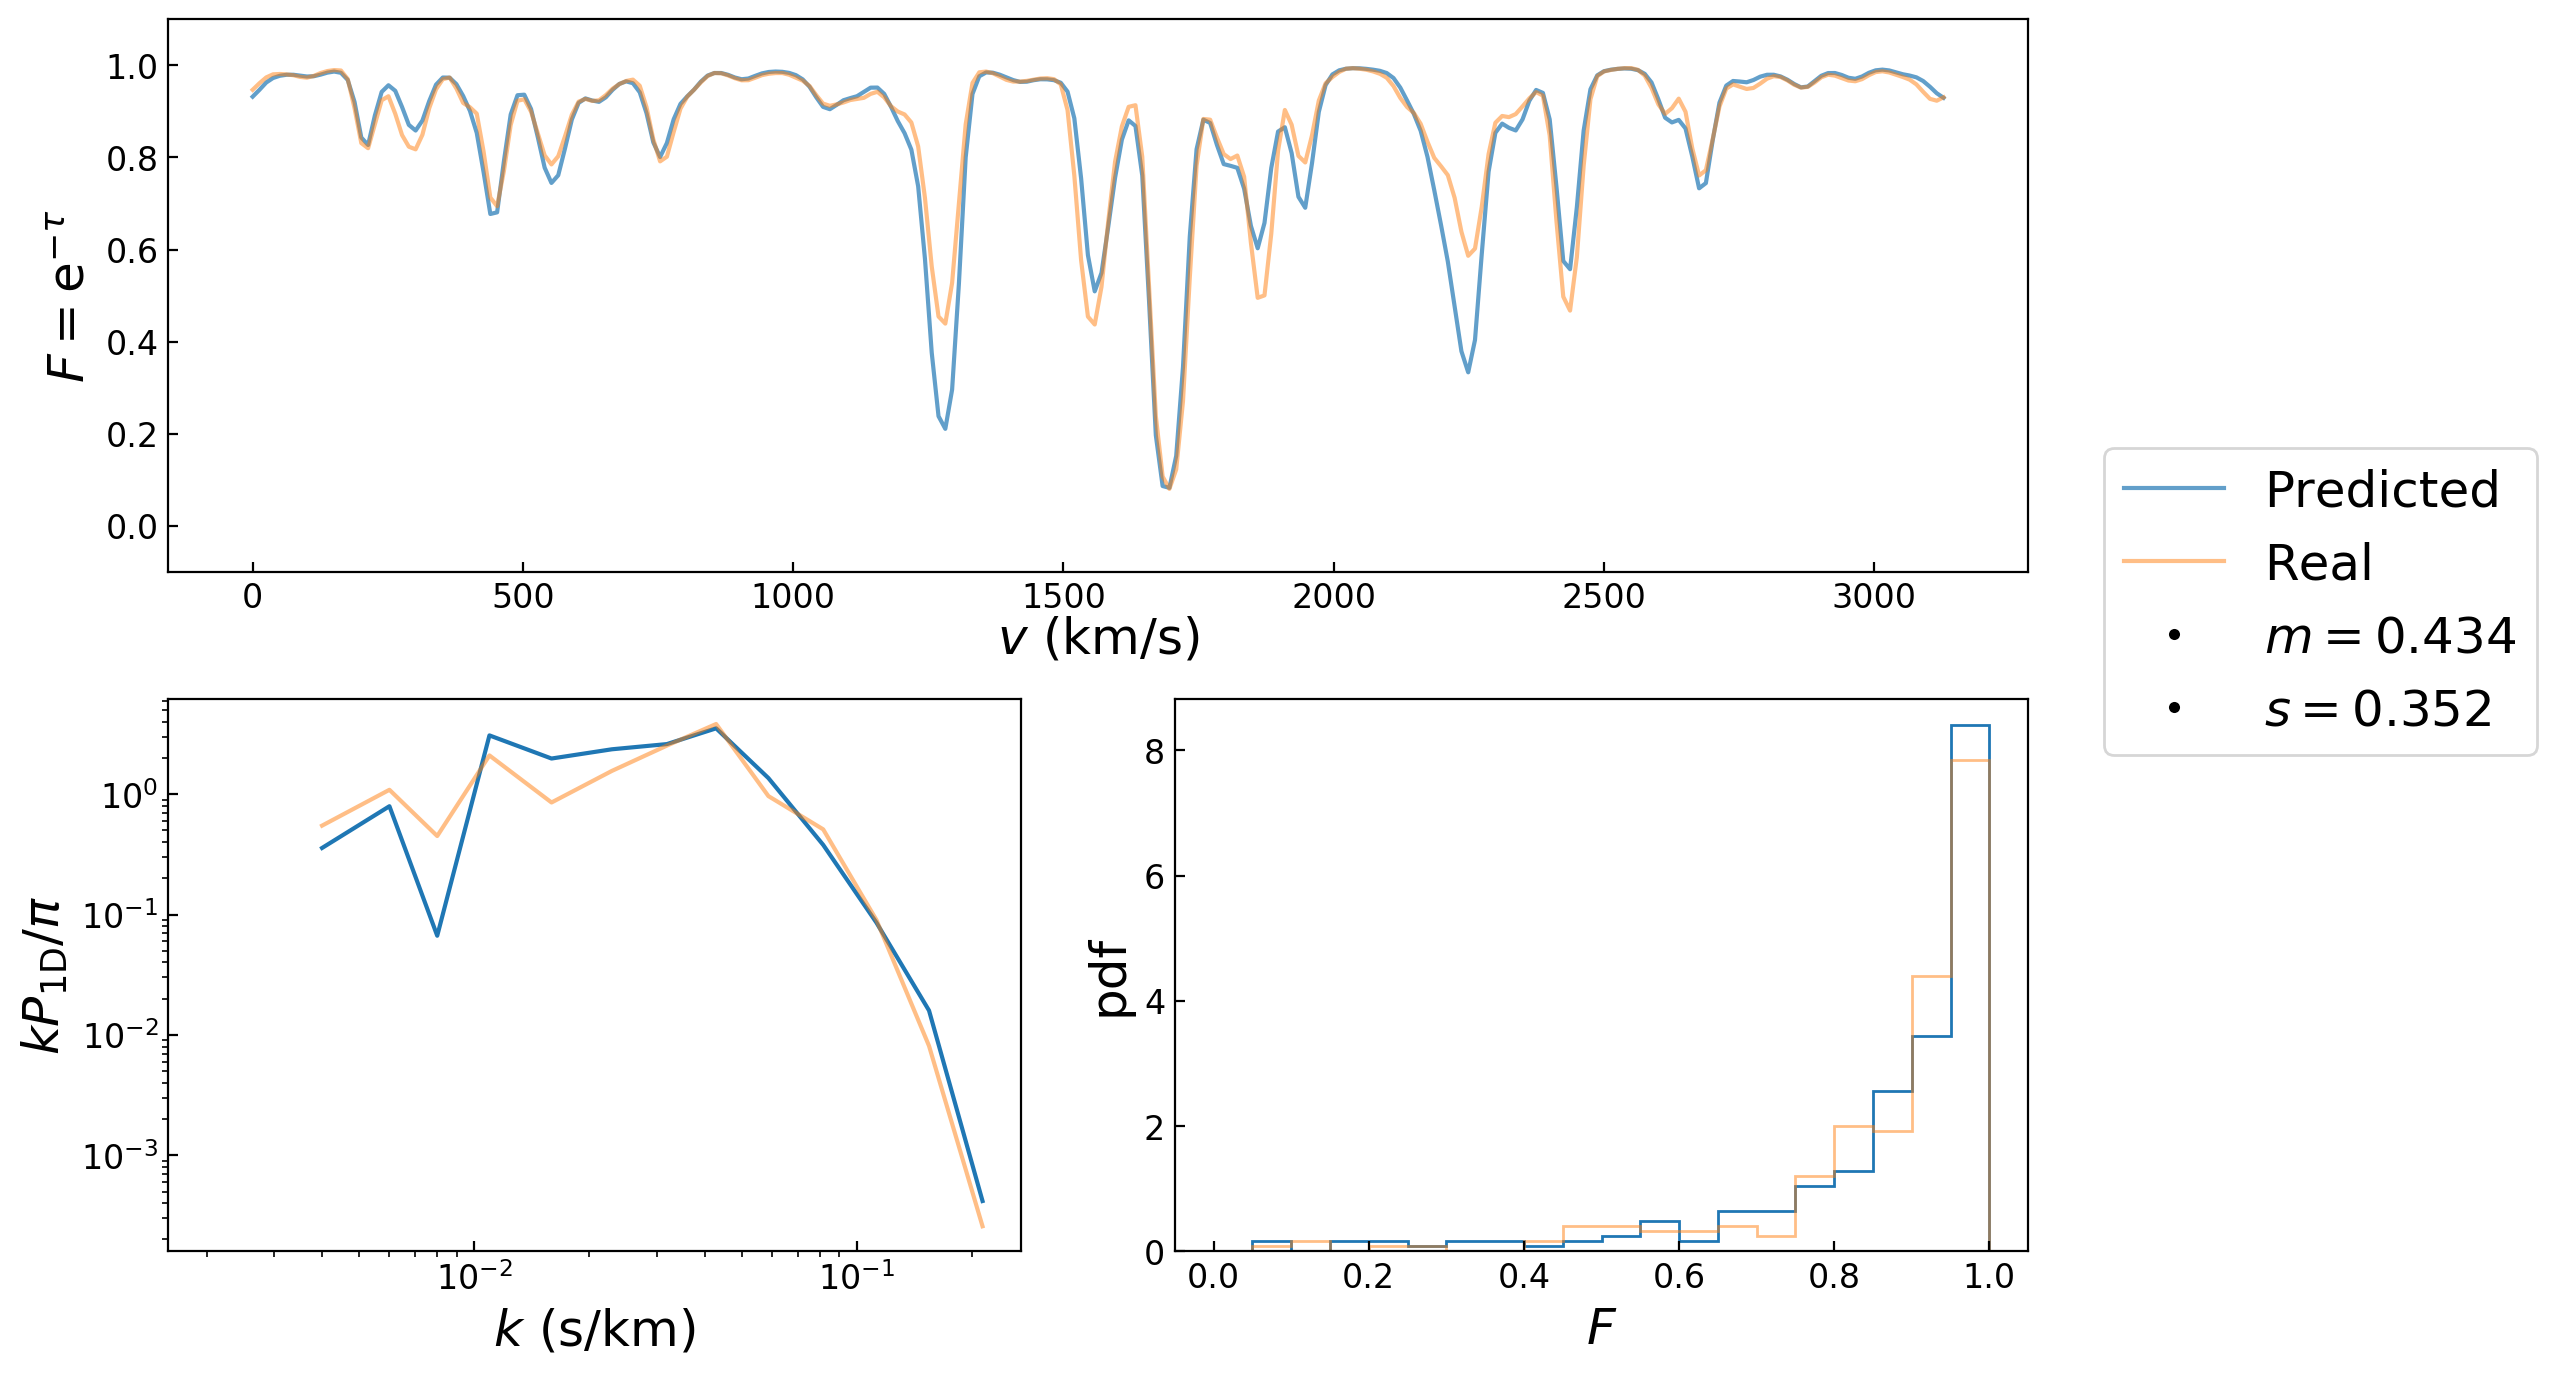 1.0
0.8
0.6
0.4
0.2
0.0
F = e^{-τ}
0 500 1000 1500 2000 2500 3000
v (km/s)
Predicted
Real
m = 0.434
s = 0.352
10^0
10^{-1}
10^{-2}
10^{-3}
kP_{1D}/π
10^{-2} 10^{-1}
k (s/km)
8
6
4
2
0
pdf
0.0 0.2 0.4 0.6 0.8 1.0
F